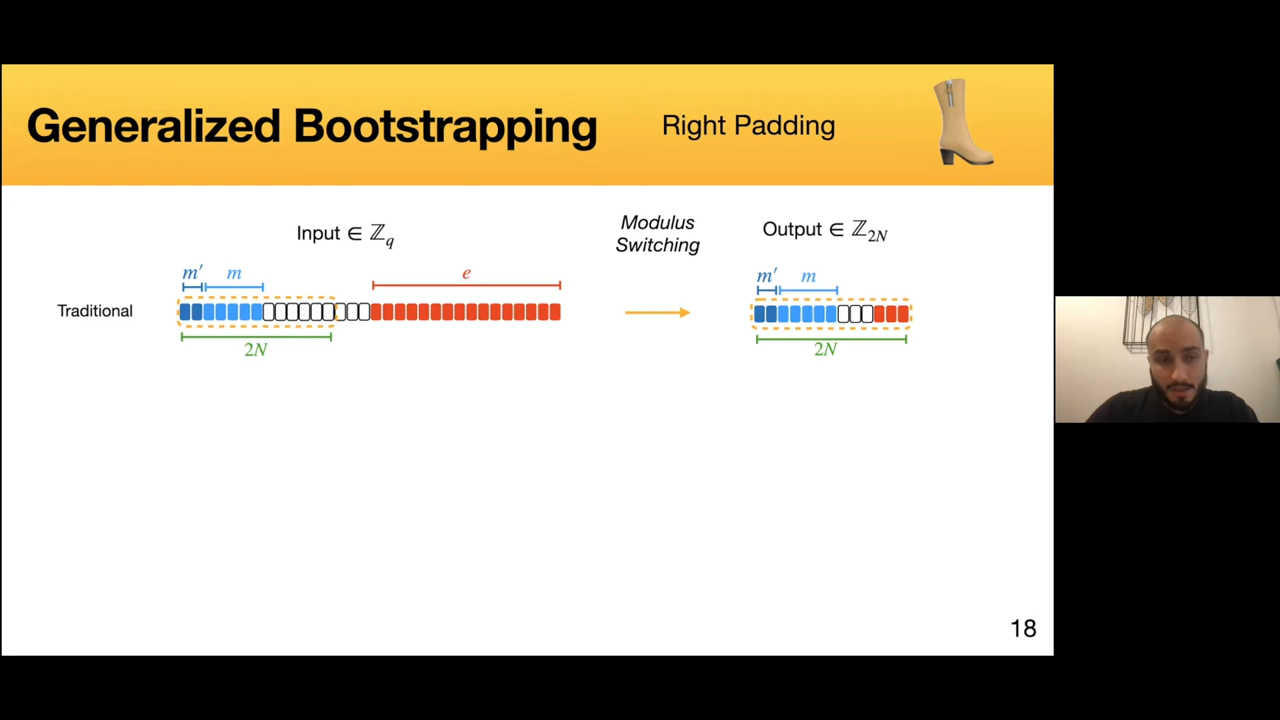 Generalized Bootstrapping
Right Padding
Input ∈ ℤq
Modulus
Switching
Output ∈ ℤ2N
m′ m e
m′ m
Traditional
2N
2N
18